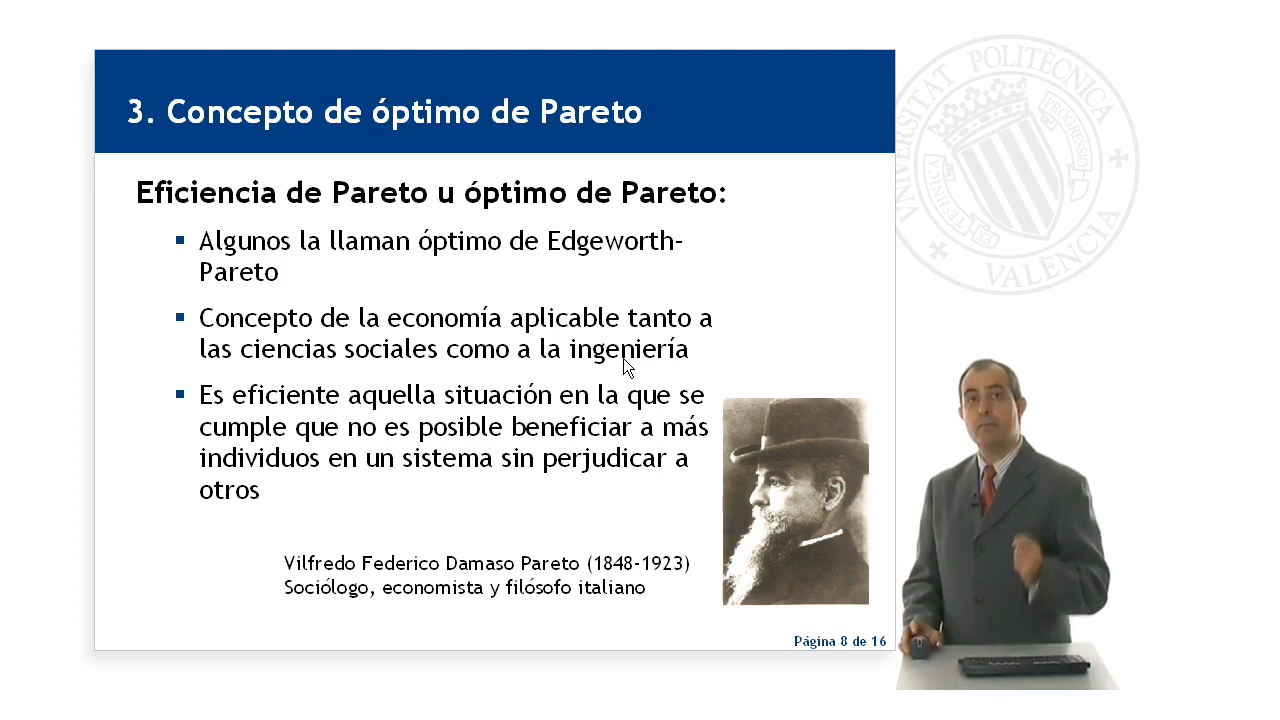 3. Concepto de óptimo de Pareto
Eficiencia de Pareto u óptimo de Pareto:
▪ Algunos la llaman óptimo de Edgeworth-
Pareto
▪ Concepto de la economía aplicable tanto a
las ciencias sociales como a la ingeniería
▪ Es eficiente aquella situación en la que se
cumple que no es posible beneficiar a más
individuos en un sistema sin perjudicar a
otros
Vilfredo Federico Damaso Pareto (1848-1923)
Sociólogo, economista y filósofo italiano
Página 8 de 16
UNIVERSITAT POLITÈCNICA
VALÈNCIA